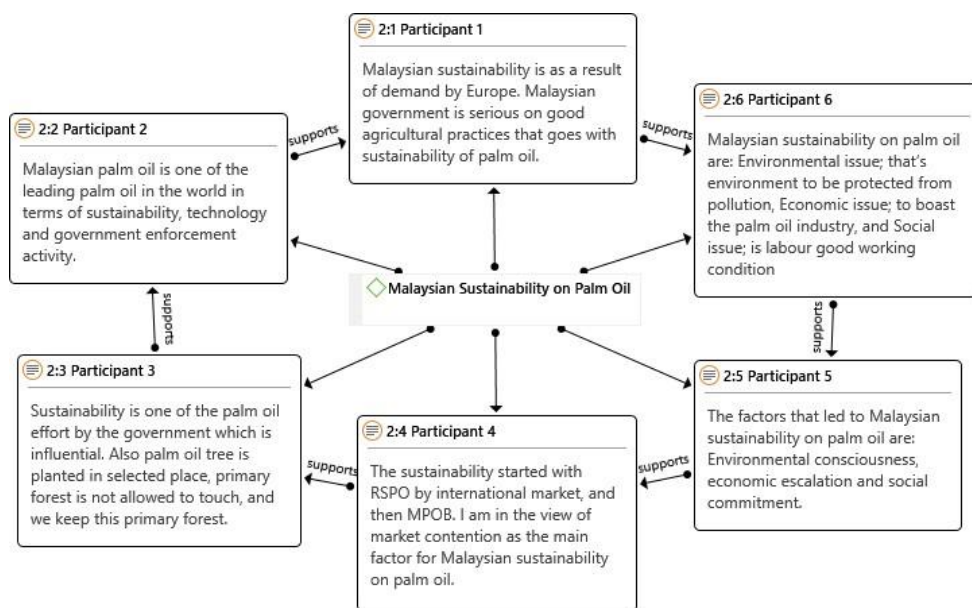 2:1 Participant 1
Malaysian sustainability is as a result
of demand by Europe. Malaysian
government is serious on good
agricultural practices that goes with
sustainability of palm oil.
supports
supports
2:2 Participant 2
Malaysian palm oil is one of the
leading palm oil in the world in
terms of sustainability, technology
and government enforcement
activity.
2:6 Participant 6
Malaysian sustainability on palm oil
are: Environmental issue; that's
environment to be protected from
pollution, Economic issue; to boast
the palm oil industry, and Social
issue; is labour good working
condition
Malaysian Sustainability on Palm Oil
supports
supports
2:3 Participant 3
Sustainability is one of the palm oil
effort by the government which is
influential. Also palm oil tree is
planted in selected place, primary
forest is not allowed to touch, and
we keep this primary forest.
supports
2:4 Participant 4
The sustainability started with
RSPO by international market, and
then MPOB. I am in the view of
market contention as the main
factor for Malaysian sustainability
on palm oil.
supports
2:5 Participant 5
The factors that led to Malaysian
sustainability on palm oil are:
Environmental consciousness,
economic escalation and social
commitment.